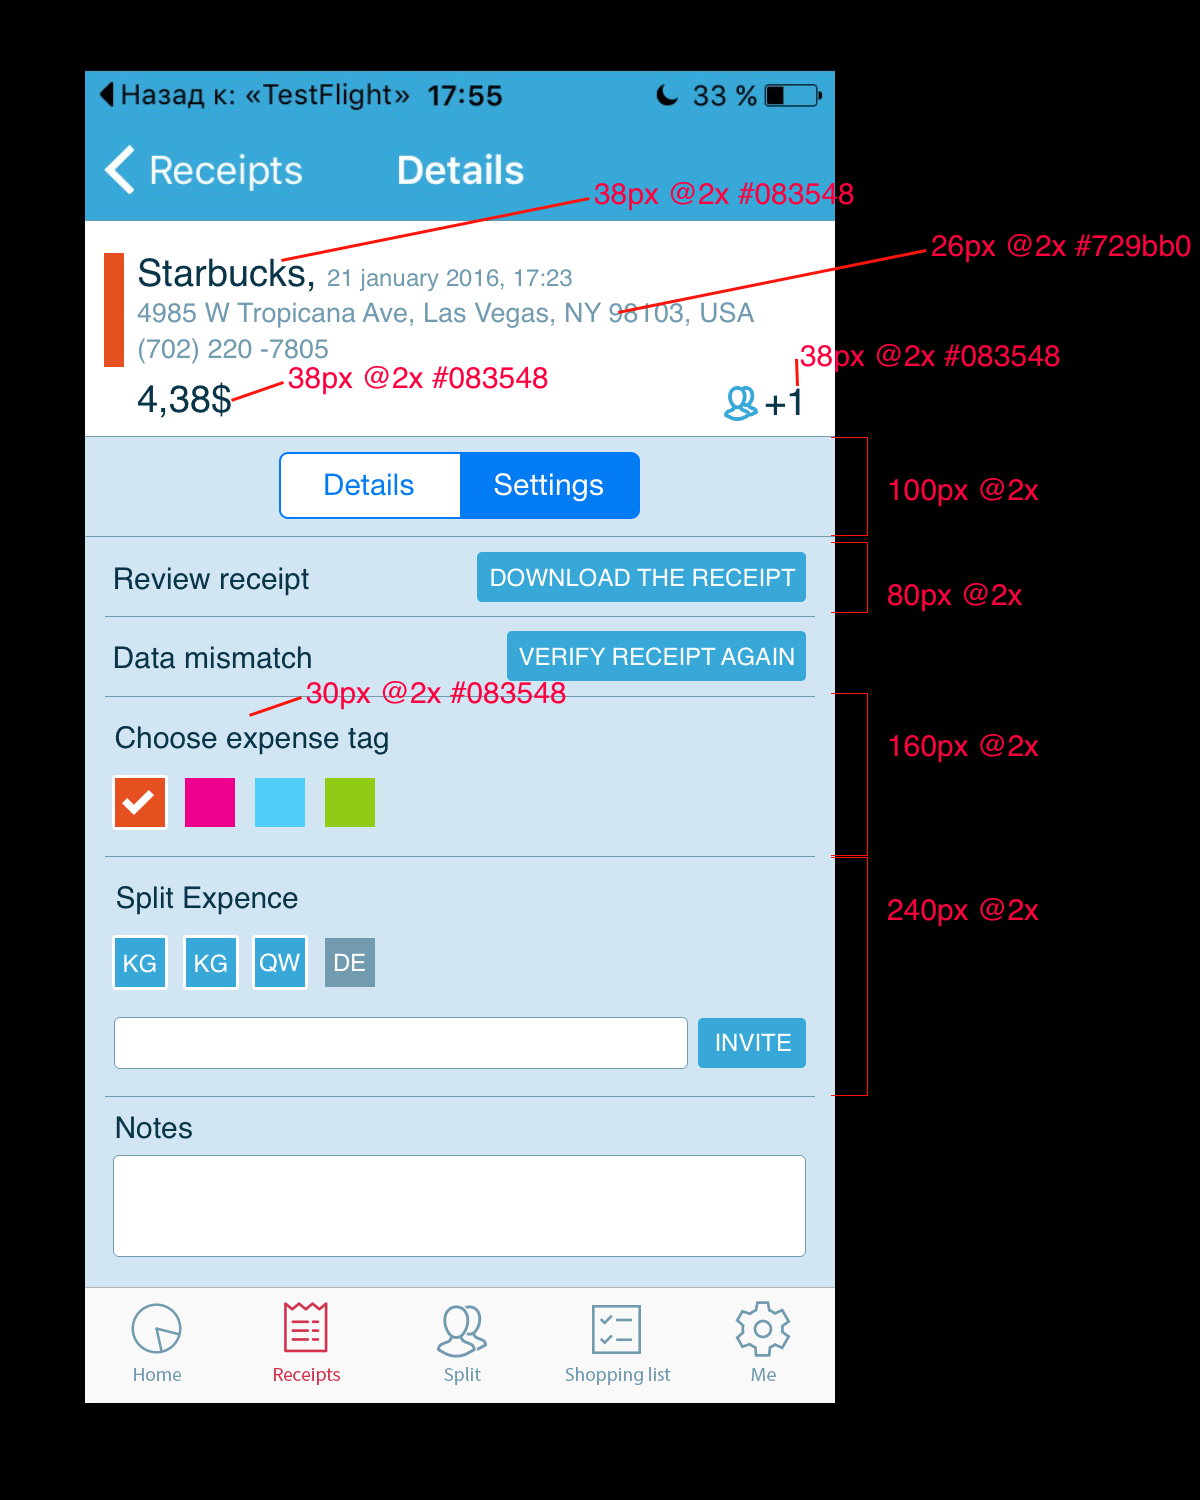 Назад к: «TestFlight» 17:55 33 %
Receipts Details
38px @2x #083548
26px @2x #729bb0
Starbucks, 21 january 2016, 17:23
4985 W Tropicana Ave, Las Vegas, NY 98103, USA
(702) 220 -7805
38px @2x #083548
38px @2x #083548
4,38$ +1
Details Settings
100px @2x
Review receipt DOWNLOAD THE RECEIPT
80px @2x
Data mismatch VERIFY RECEIPT AGAIN
30px @2x #083548
Choose expense tag
160px @2x
Split Expence
240px @2x
KG KG QW DE
INVITE
Notes
Home Receipts Split Shopping list Me